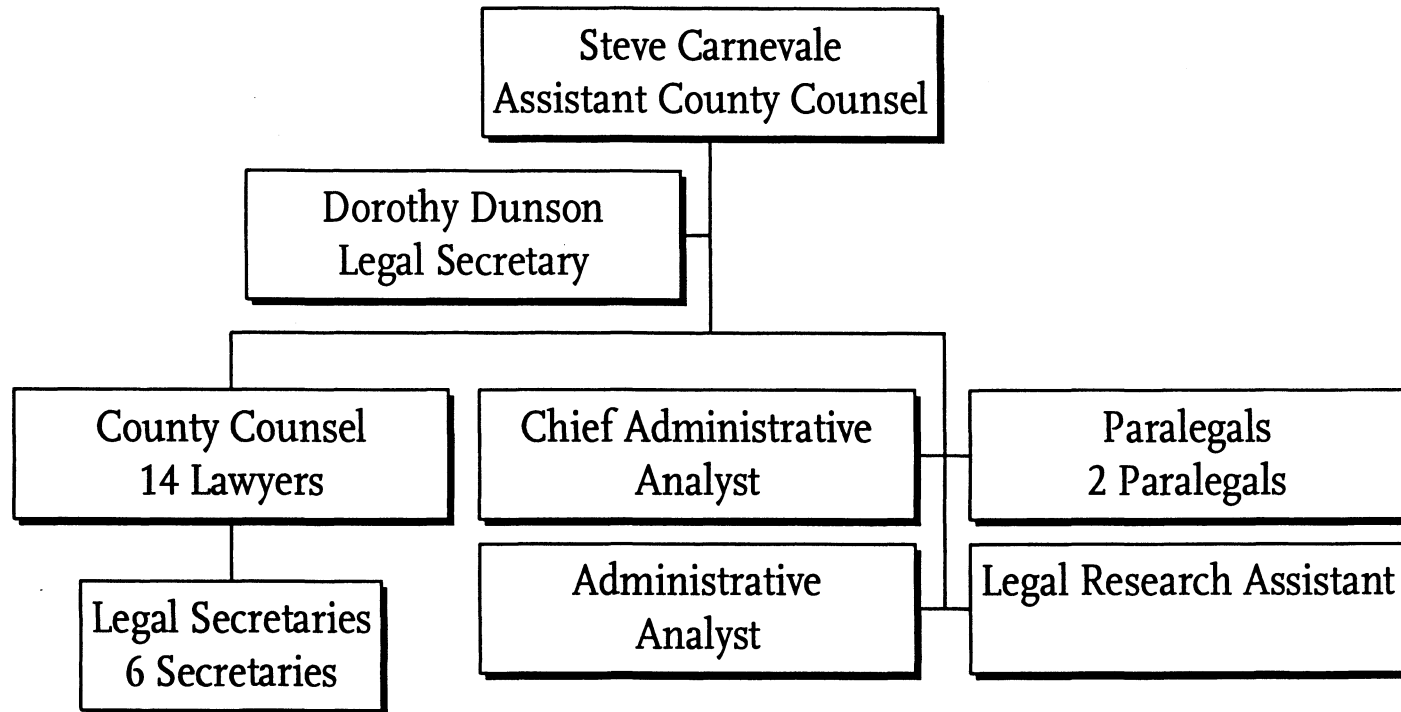 Steve Carnevale
Assistant County Counsel
Dorothy Dunson
Legal Secretary
County Counsel
14 Lawyers
Chief Administrative
Analyst
Paralegals
2 Paralegals
Legal Secretaries
6 Secretaries
Administrative
Analyst
Legal Research Assistant